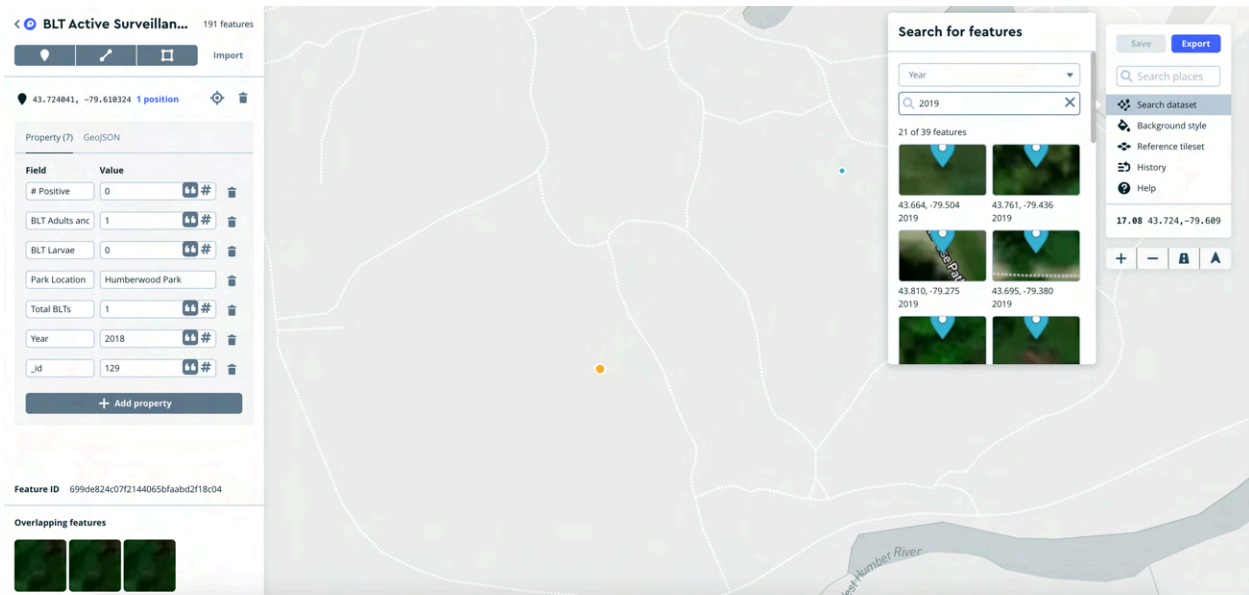 BLT Active Surveillan... 191 features
Import
43.724041, -79.610324 1 position
Property (7) GeoJSON
Field Value
# Positive 0
BLT Adults and 1
BLT Larvae 0
Park Location Humberwood Park
Total BLTs 1
Year 2018
_id 129
+ Add property
Feature ID 699de824c07f2144065bfaabd2f18c04
Overlapping features
West Humber River
Search for features
Year
2019
21 of 39 features
43.664, -79.504 43.761, -79.436
2019 2019
43.810, -79.275 43.695, -79.380
2019 2019
Save Export
Search places
Search dataset
Background style
Reference tileset
History
Help
17.08 43.724,-79.609